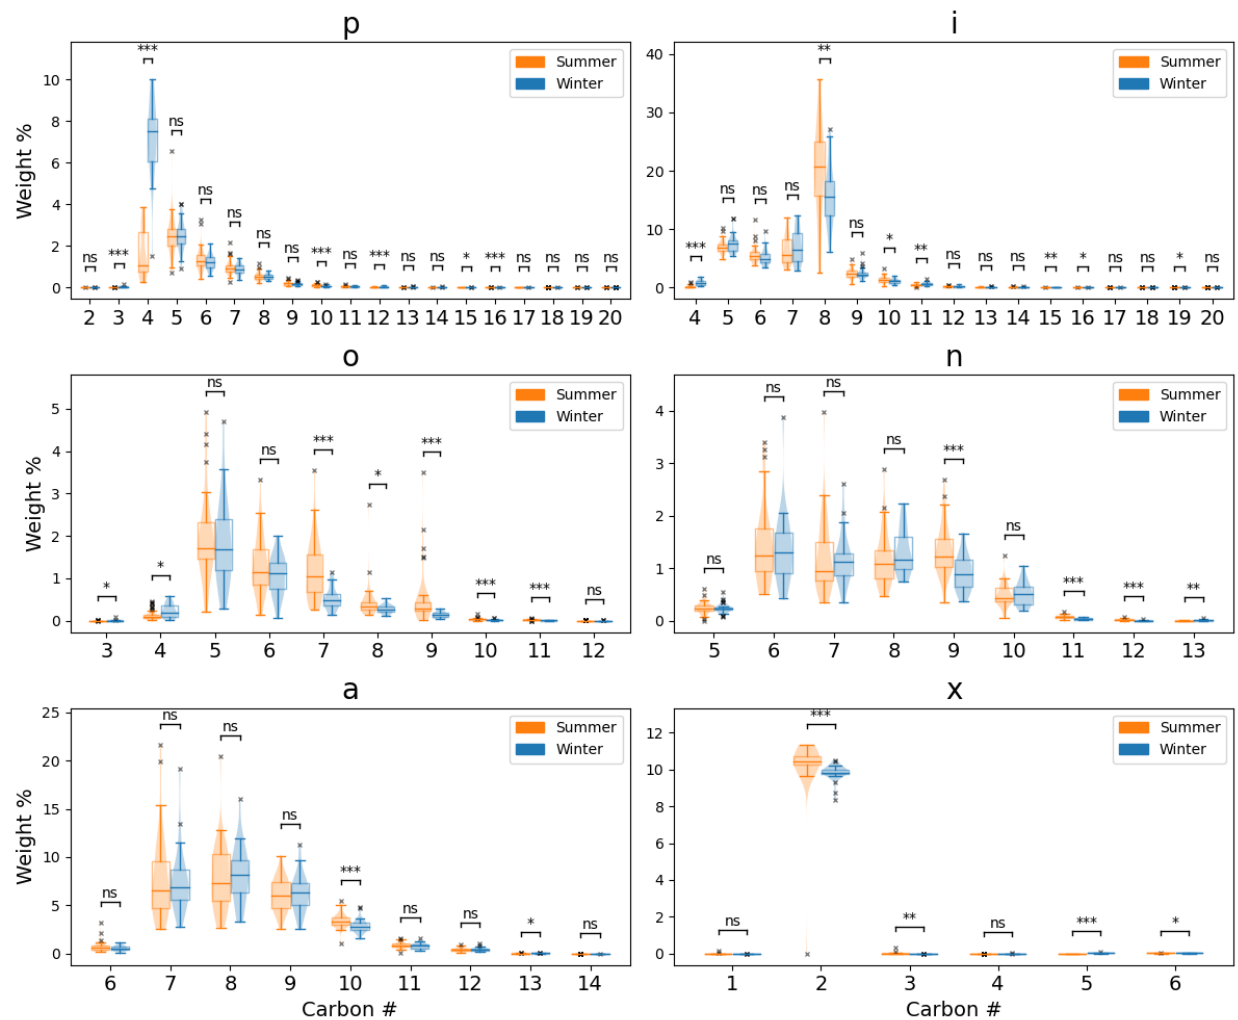 p
Weight %
10
8
6
4
2
0
Summer
Winter
ns *** *** ns ns ns ns ns *** ns *** ns ns * *** ns ns ns ns
2 3 4 5 6 7 8 9 10 11 12 13 14 15 16 17 18 19 20
i
40
30
20
10
0
Summer
Winter
*** ns ns ns ** ns * ** ns ns ns ** * ns ns * ns
4 5 6 7 8 9 10 11 12 13 14 15 16 17 18 19 20
o
Weight %
5
4
3
2
1
0
Summer
Winter
* * ns ns *** * *** *** *** ns
3 4 5 6 7 8 9 10 11 12
n
4
3
2
1
0
Summer
Winter
ns ns ns ns *** ns *** *** **
5 6 7 8 9 10 11 12 13
a
Weight %
25
20
15
10
5
0
Summer
Winter
ns ns ns ns *** ns ns * ns
6 7 8 9 10 11 12 13 14
Carbon #
x
12
10
8
6
4
2
0
Summer
Winter
ns *** ** ns *** *
1 2 3 4 5 6
Carbon #